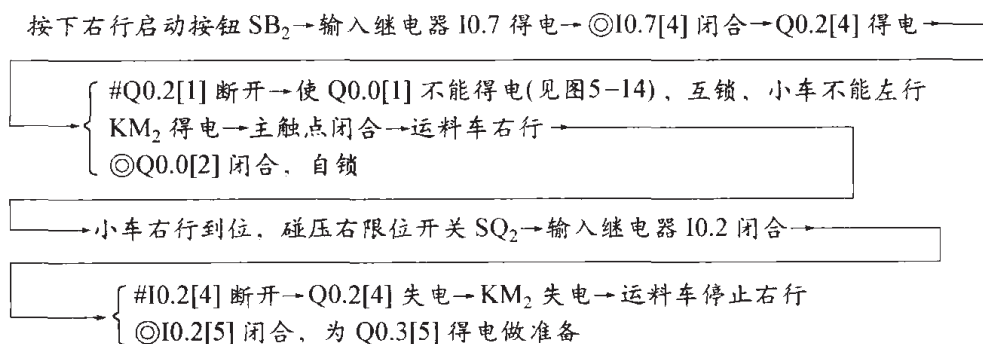 按下右行启动按钮 SB₂→输入继电器 I0.7 得电→◎I0.7[4] 闭合→Q0.2[4] 得电→
#Q0.2[1] 断开→使 Q0.0[1] 不能得电(见图5-14)、互锁、小车不能左行
KM₂ 得电→主触点闭合→运料车右行→
◎Q0.0[2] 闭合、自锁
→小车右行到位，碰压右限位开关 SQ₂→输入继电器 I0.2 闭合→
#I0.2[4] 断开→Q0.2[4] 失电→KM₂ 失电→运料车停止右行
◎I0.2[5] 闭合，为 Q0.3[5] 得电做准备